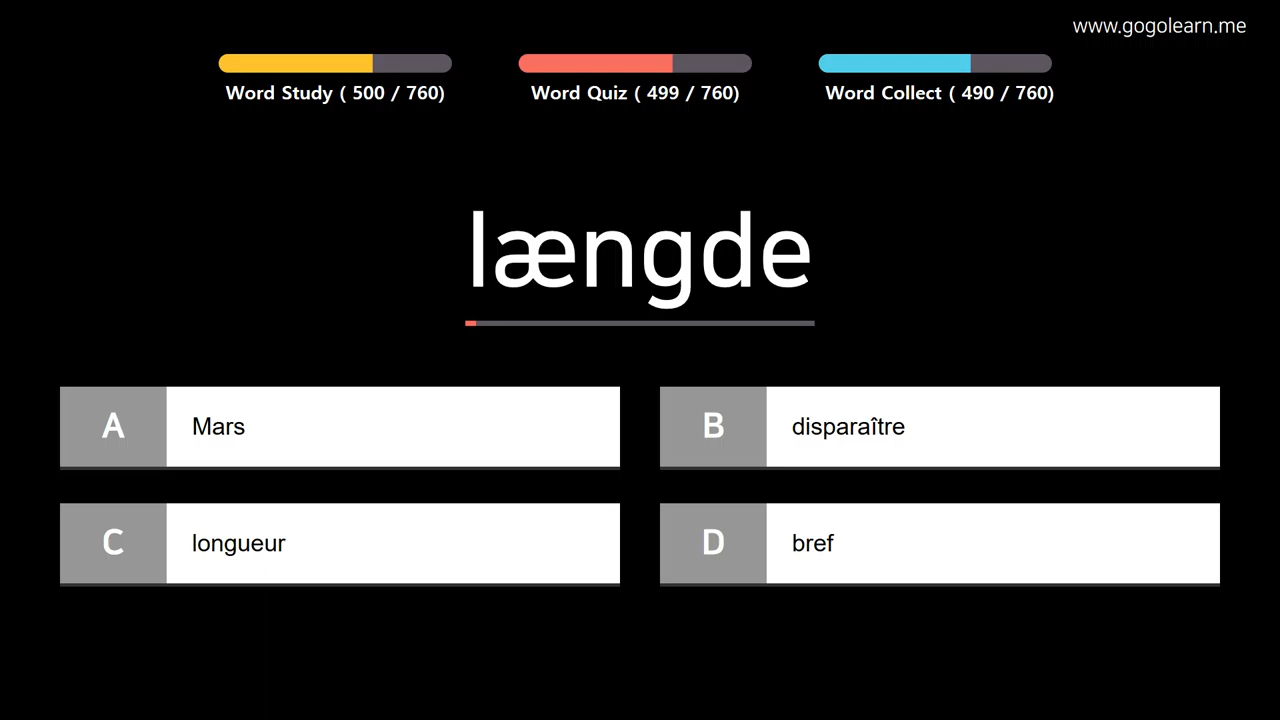 www.gogolearn.me
Word Study ( 500 / 760)
Word Quiz ( 499 / 760)
Word Collect ( 490 / 760)
længde
A Mars
B disparaître
C longueur
D bref